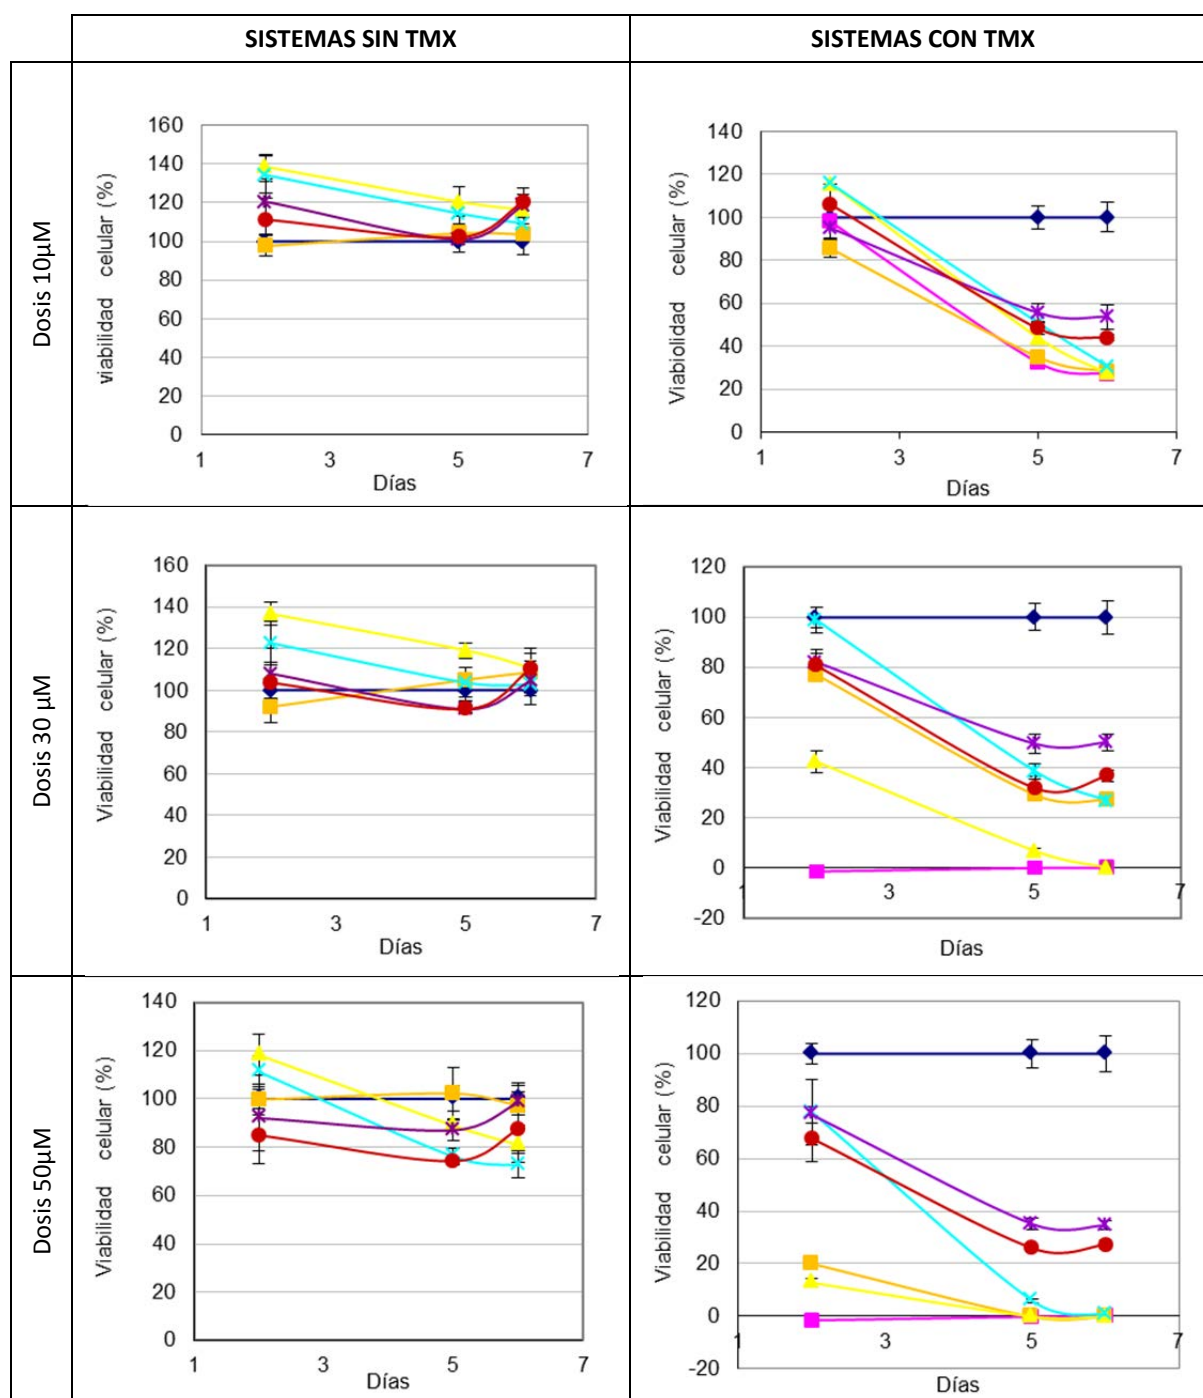 SISTEMAS SIN TMX
SISTEMAS CON TMX
Dosis 10µM
viabilidad celular (%)
160
140
120
100
80
60
40
20
0
1 3 5 7
Días
Viabiolidad celular (%)
140
120
100
80
60
40
20
0
1 3 5 7
Días
Dosis 30 µM
Viabilidad celular (%)
160
140
120
100
80
60
40
20
0
1 3 5 7
Días
Viabilidad celular (%)
120
100
80
60
40
20
0
-20
1 3 5 7
Días
Dosis 50µM
Viabilidad celular (%)
140
120
100
80
60
40
20
0
1 3 5 7
Días
Viabilidad celular (%)
120
100
80
60
40
20
0
-20
1 3 5 7
Días